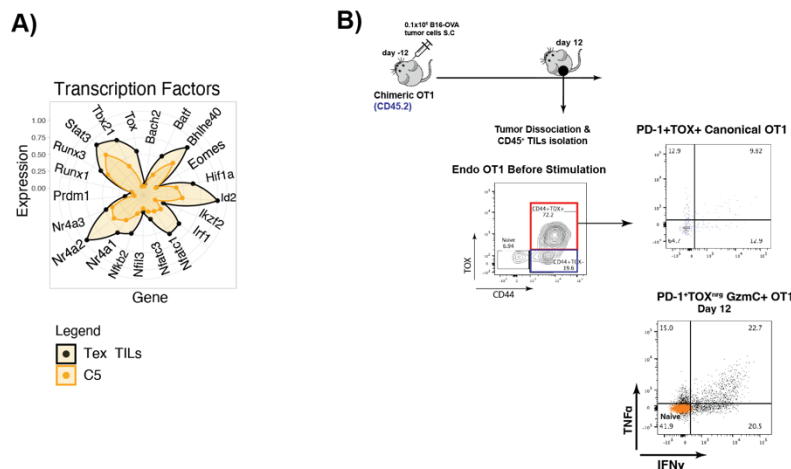 A)
Transcription Factors
Expression
1.00
0.75
0.50
0.25
0.00
Tox
Bach2
Batf
Bhlhe40
Eomes
Hif1a
Id2
Ikzf2
Irf1
Nfatc1
Nfatc3
Nfil3
Nfkb2
Nr4a1
Nr4a2
Nr4a3
Prdm1
Runx1
Runx3
Stat3
Tbx21
Gene
Legend
Tex TILs
C5
B)
0.1x10⁶ B16-OVA
tumor cells S.C
day -12
day 12
Chimeric OT1
(CD45.2)
Tumor Dissociation &
CD45⁺ TILs isolation
Endo OT1 Before Stimulation
CD44+TOX+
72.2
Naive
6.94
CD44+TOX-
19.6
TOX
CD44
PD-1+TOX+ Canonical OT1
12.9
9.62
64.7
12.9
PD-1⁺TOXⁿʳᵍ GzmC+ OT1
Day 12
15.0
22.7
Naive
41.9
20.5
TNFα
IFNγ